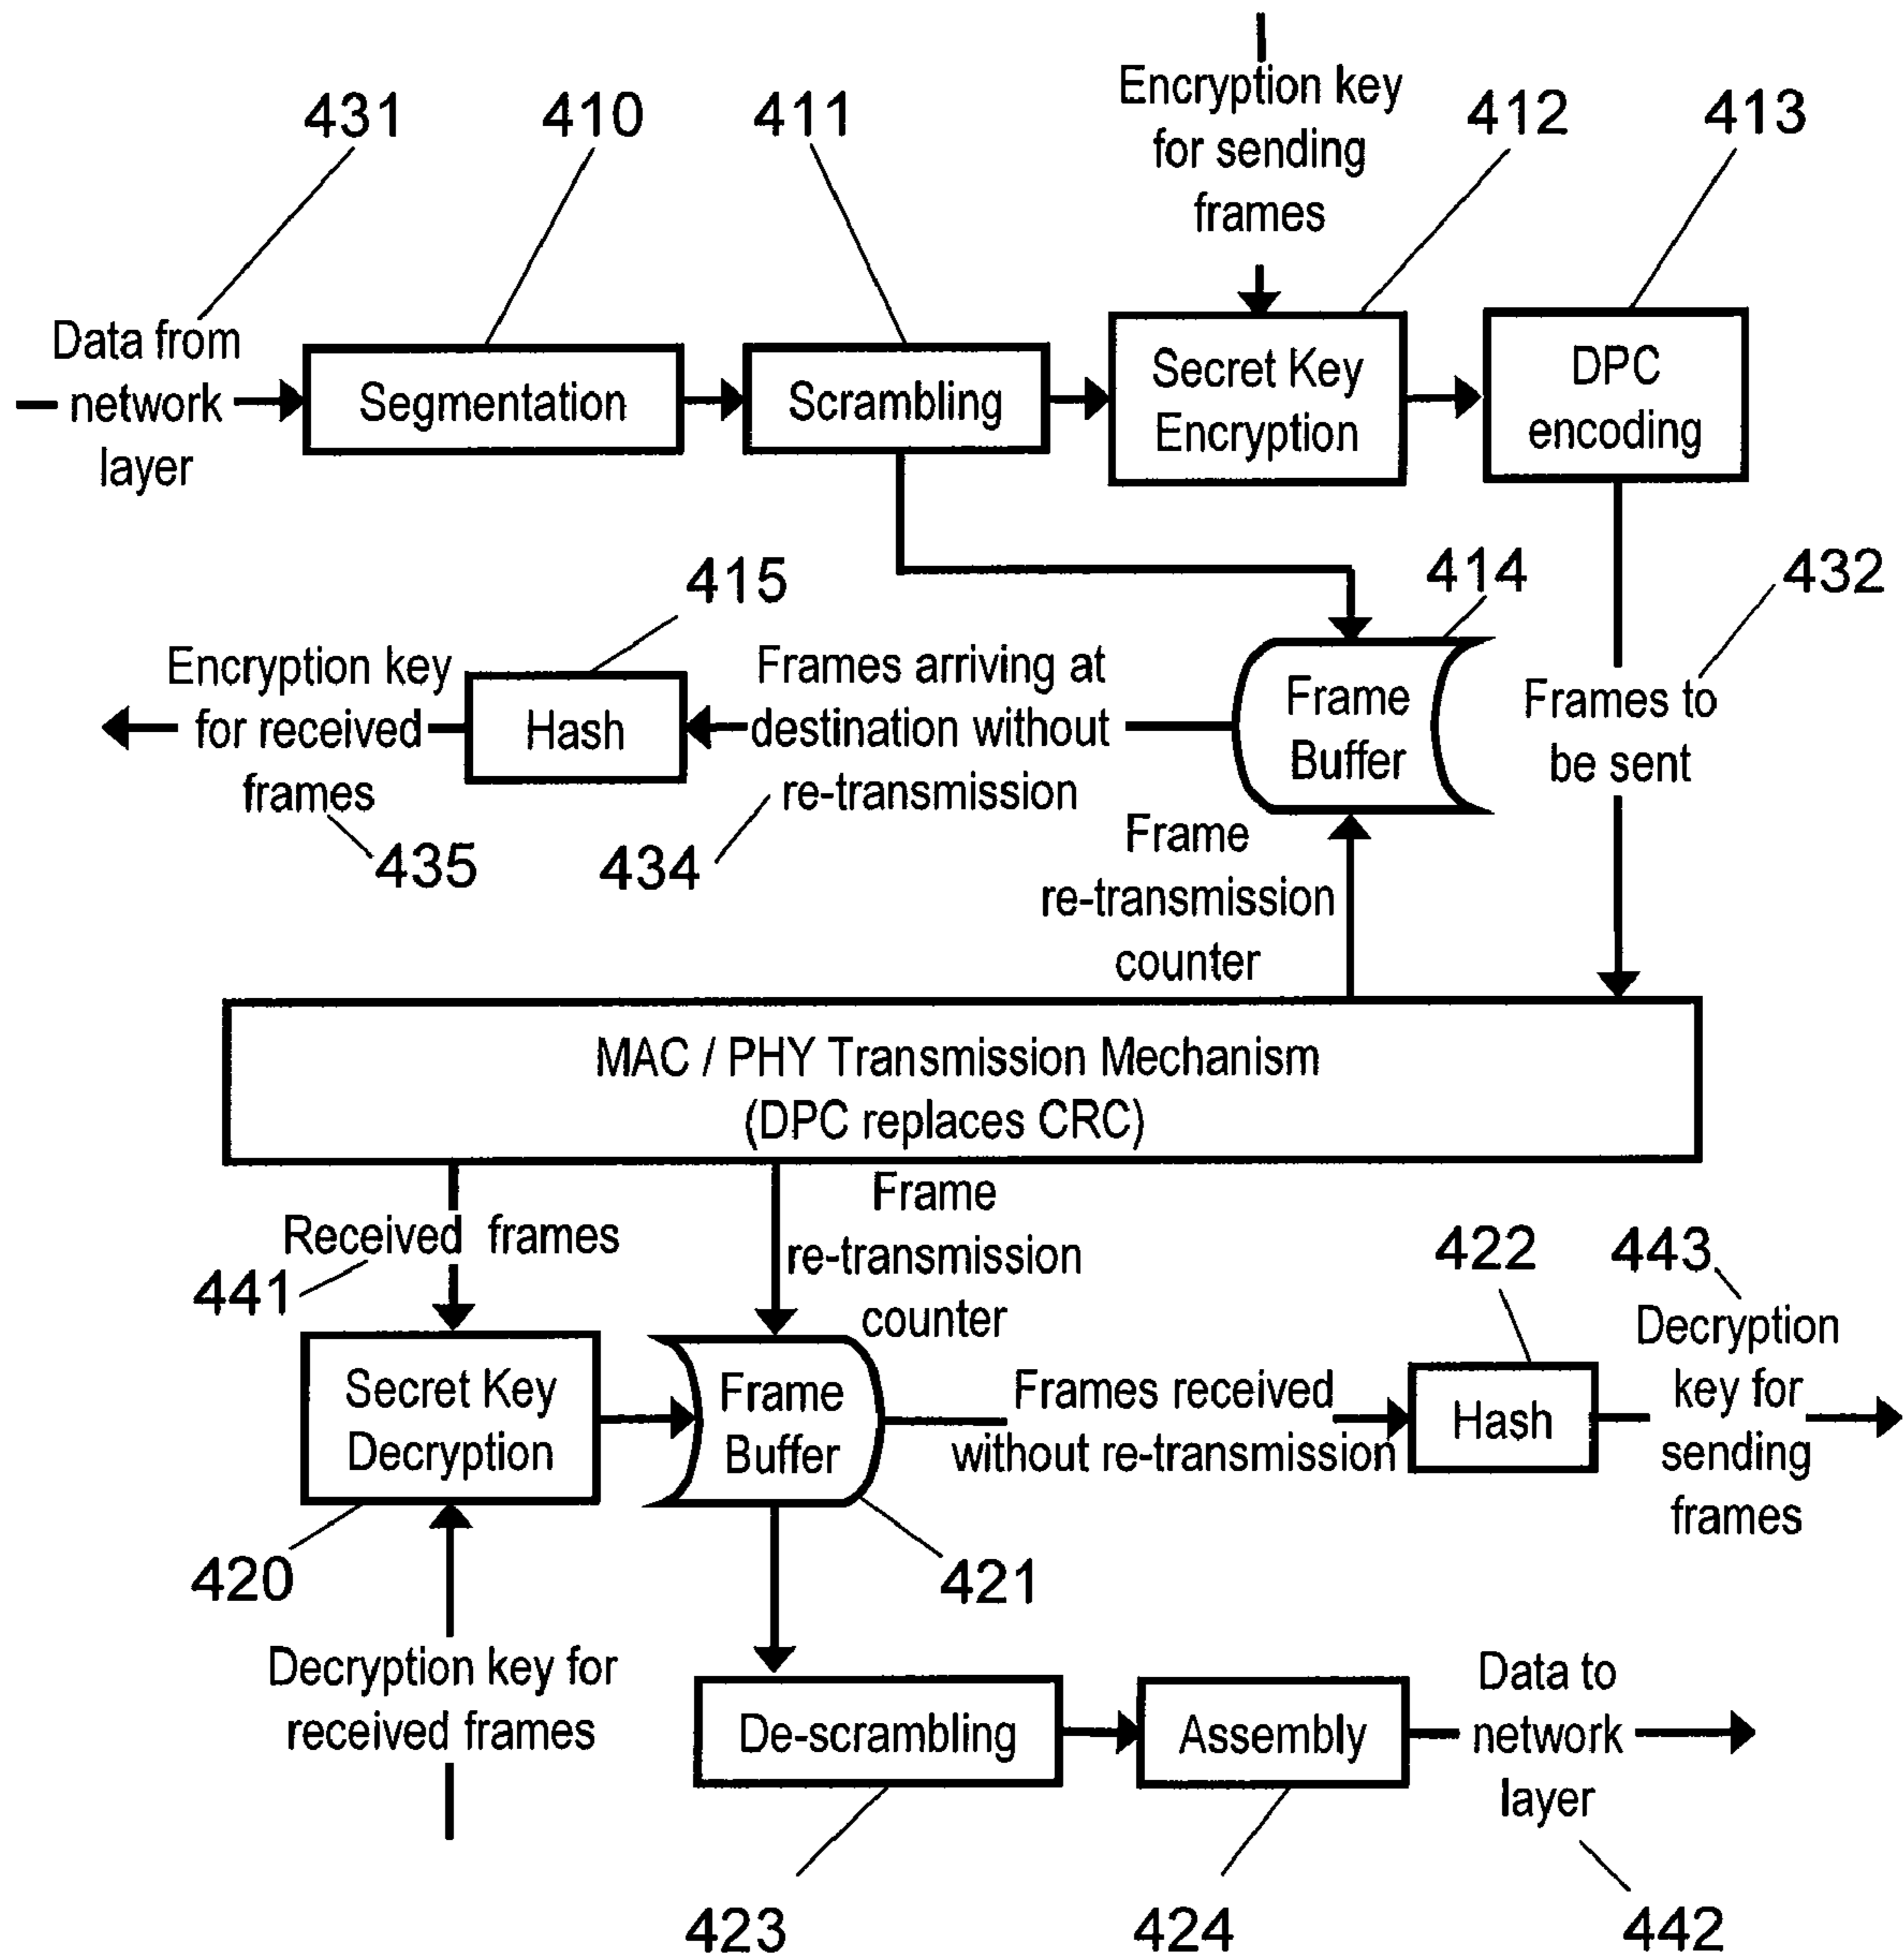 431
410
411
Encryption key
for sending
frames
412
413
Data from
network
layer
Segmentation
Scrambling
Secret Key
Encryption
DPC
encoding
415
414
432
Encryption key
for received
frames
Hash
Frames arriving at
destination without
re-transmission
Frame
Buffer
Frames to
be sent
435
434
Frame
re-transmission
counter
MAC / PHY Transmission Mechanism
(DPC replaces CRC)
Received frames
441
Frame
re-transmission
counter
422
443
Secret Key
Decryption
Frame
Buffer
Frames received
without re-transmission
Hash
Decryption
key for
sending
frames
420
421
Decryption key for
received frames
De-scrambling
Assembly
Data to
network
layer
423
424
442